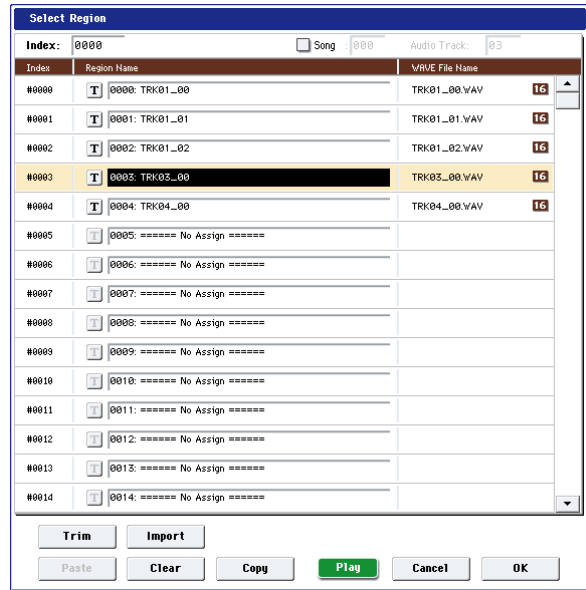 Select Region
Index: 0000 Song : 000 Audio Track: 03
Index Region Name WAVE File Name
#0000 T 0000: TRK01_00 TRK01_00.WAV 16
#0001 T 0001: TRK01_01 TRK01_01.WAV 16
#0002 T 0002: TRK01_02 TRK01_02.WAV 16
#0003 T 0003: TRK03_00 TRK03_00.WAV 16
#0004 T 0004: TRK04_00 TRK04_00.WAV 16
#0005 T 0005: ====== No Assign ======
#0006 T 0006: ====== No Assign ======
#0007 T 0007: ====== No Assign ======
#0008 T 0008: ====== No Assign ======
#0009 T 0009: ====== No Assign ======
#0010 T 0010: ====== No Assign ======
#0011 T 0011: ====== No Assign ======
#0012 T 0012: ====== No Assign ======
#0013 T 0013: ====== No Assign ======
#0014 T 0014: ====== No Assign ======
Trim Import
Paste Clear Copy Play Cancel OK